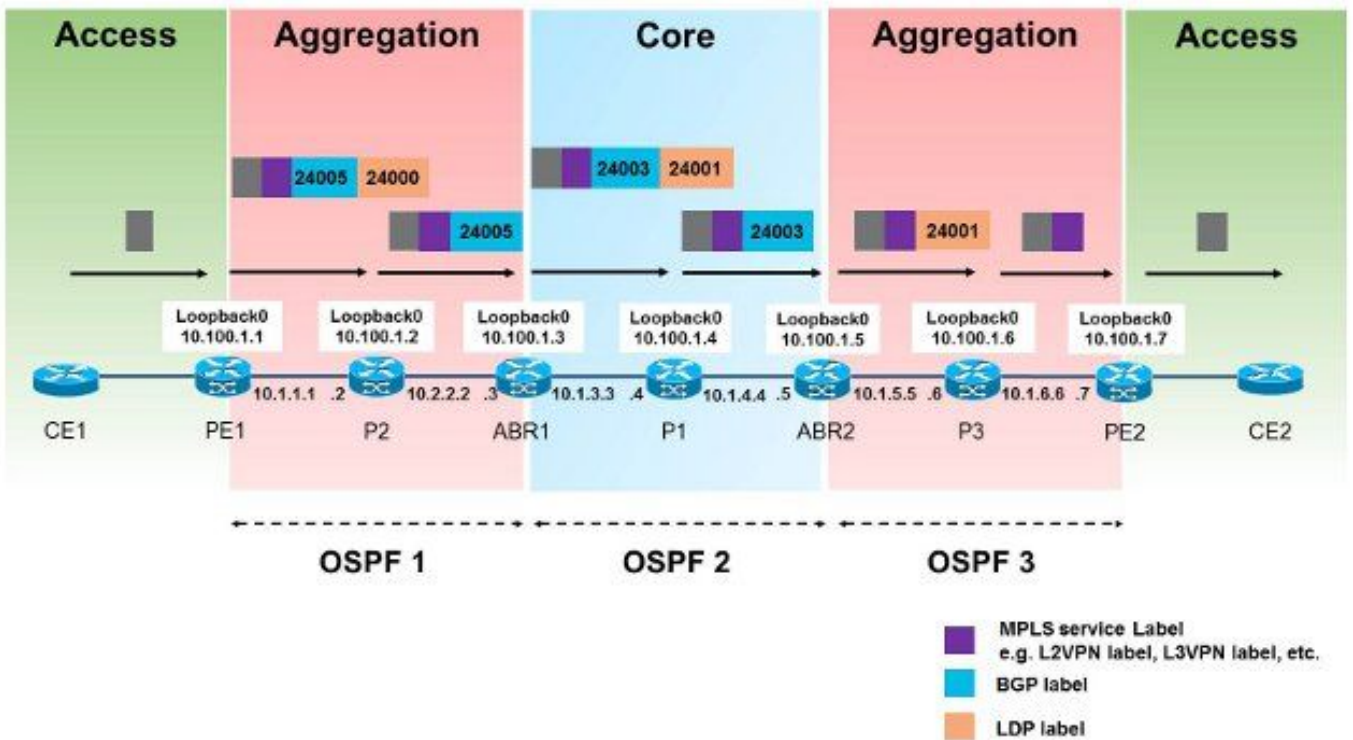 Access Aggregation Core Aggregation Access
24005 24000
24003 24001
24005
24003
24001
Loopback0 Loopback0 Loopback0 Loopback0 Loopback0 Loopback0 Loopback0
10.100.1.1 10.100.1.2 10.100.1.3 10.100.1.4 10.100.1.5 10.100.1.6 10.100.1.7
10.1.1.1 .2 10.2.2.2 .3 10.1.3.3 .4 10.1.4.4 .5 10.1.5.5 .6 10.1.6.6 .7
CE1 PE1 P2 ABR1 P1 ABR2 P3 PE2 CE2
OSPF 1 OSPF 2 OSPF 3
MPLS service Label
e.g. L2VPN label, L3VPN label, etc.
BGP label
LDP label